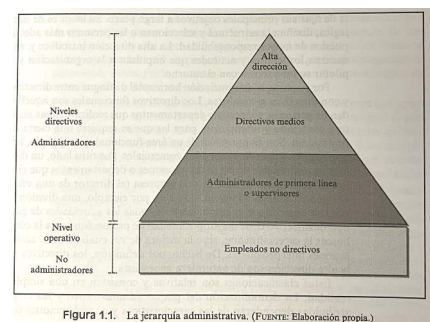 Alta
dirección
Niveles
directivos
Administradores
Directivos medios
Administradores de primera línea
o supervisores
Nivel
operativo
No
administradores
Empleados no directivos
Figura 1.1. La jerarquía administrativa. (FUENTE: Elaboración propia.)